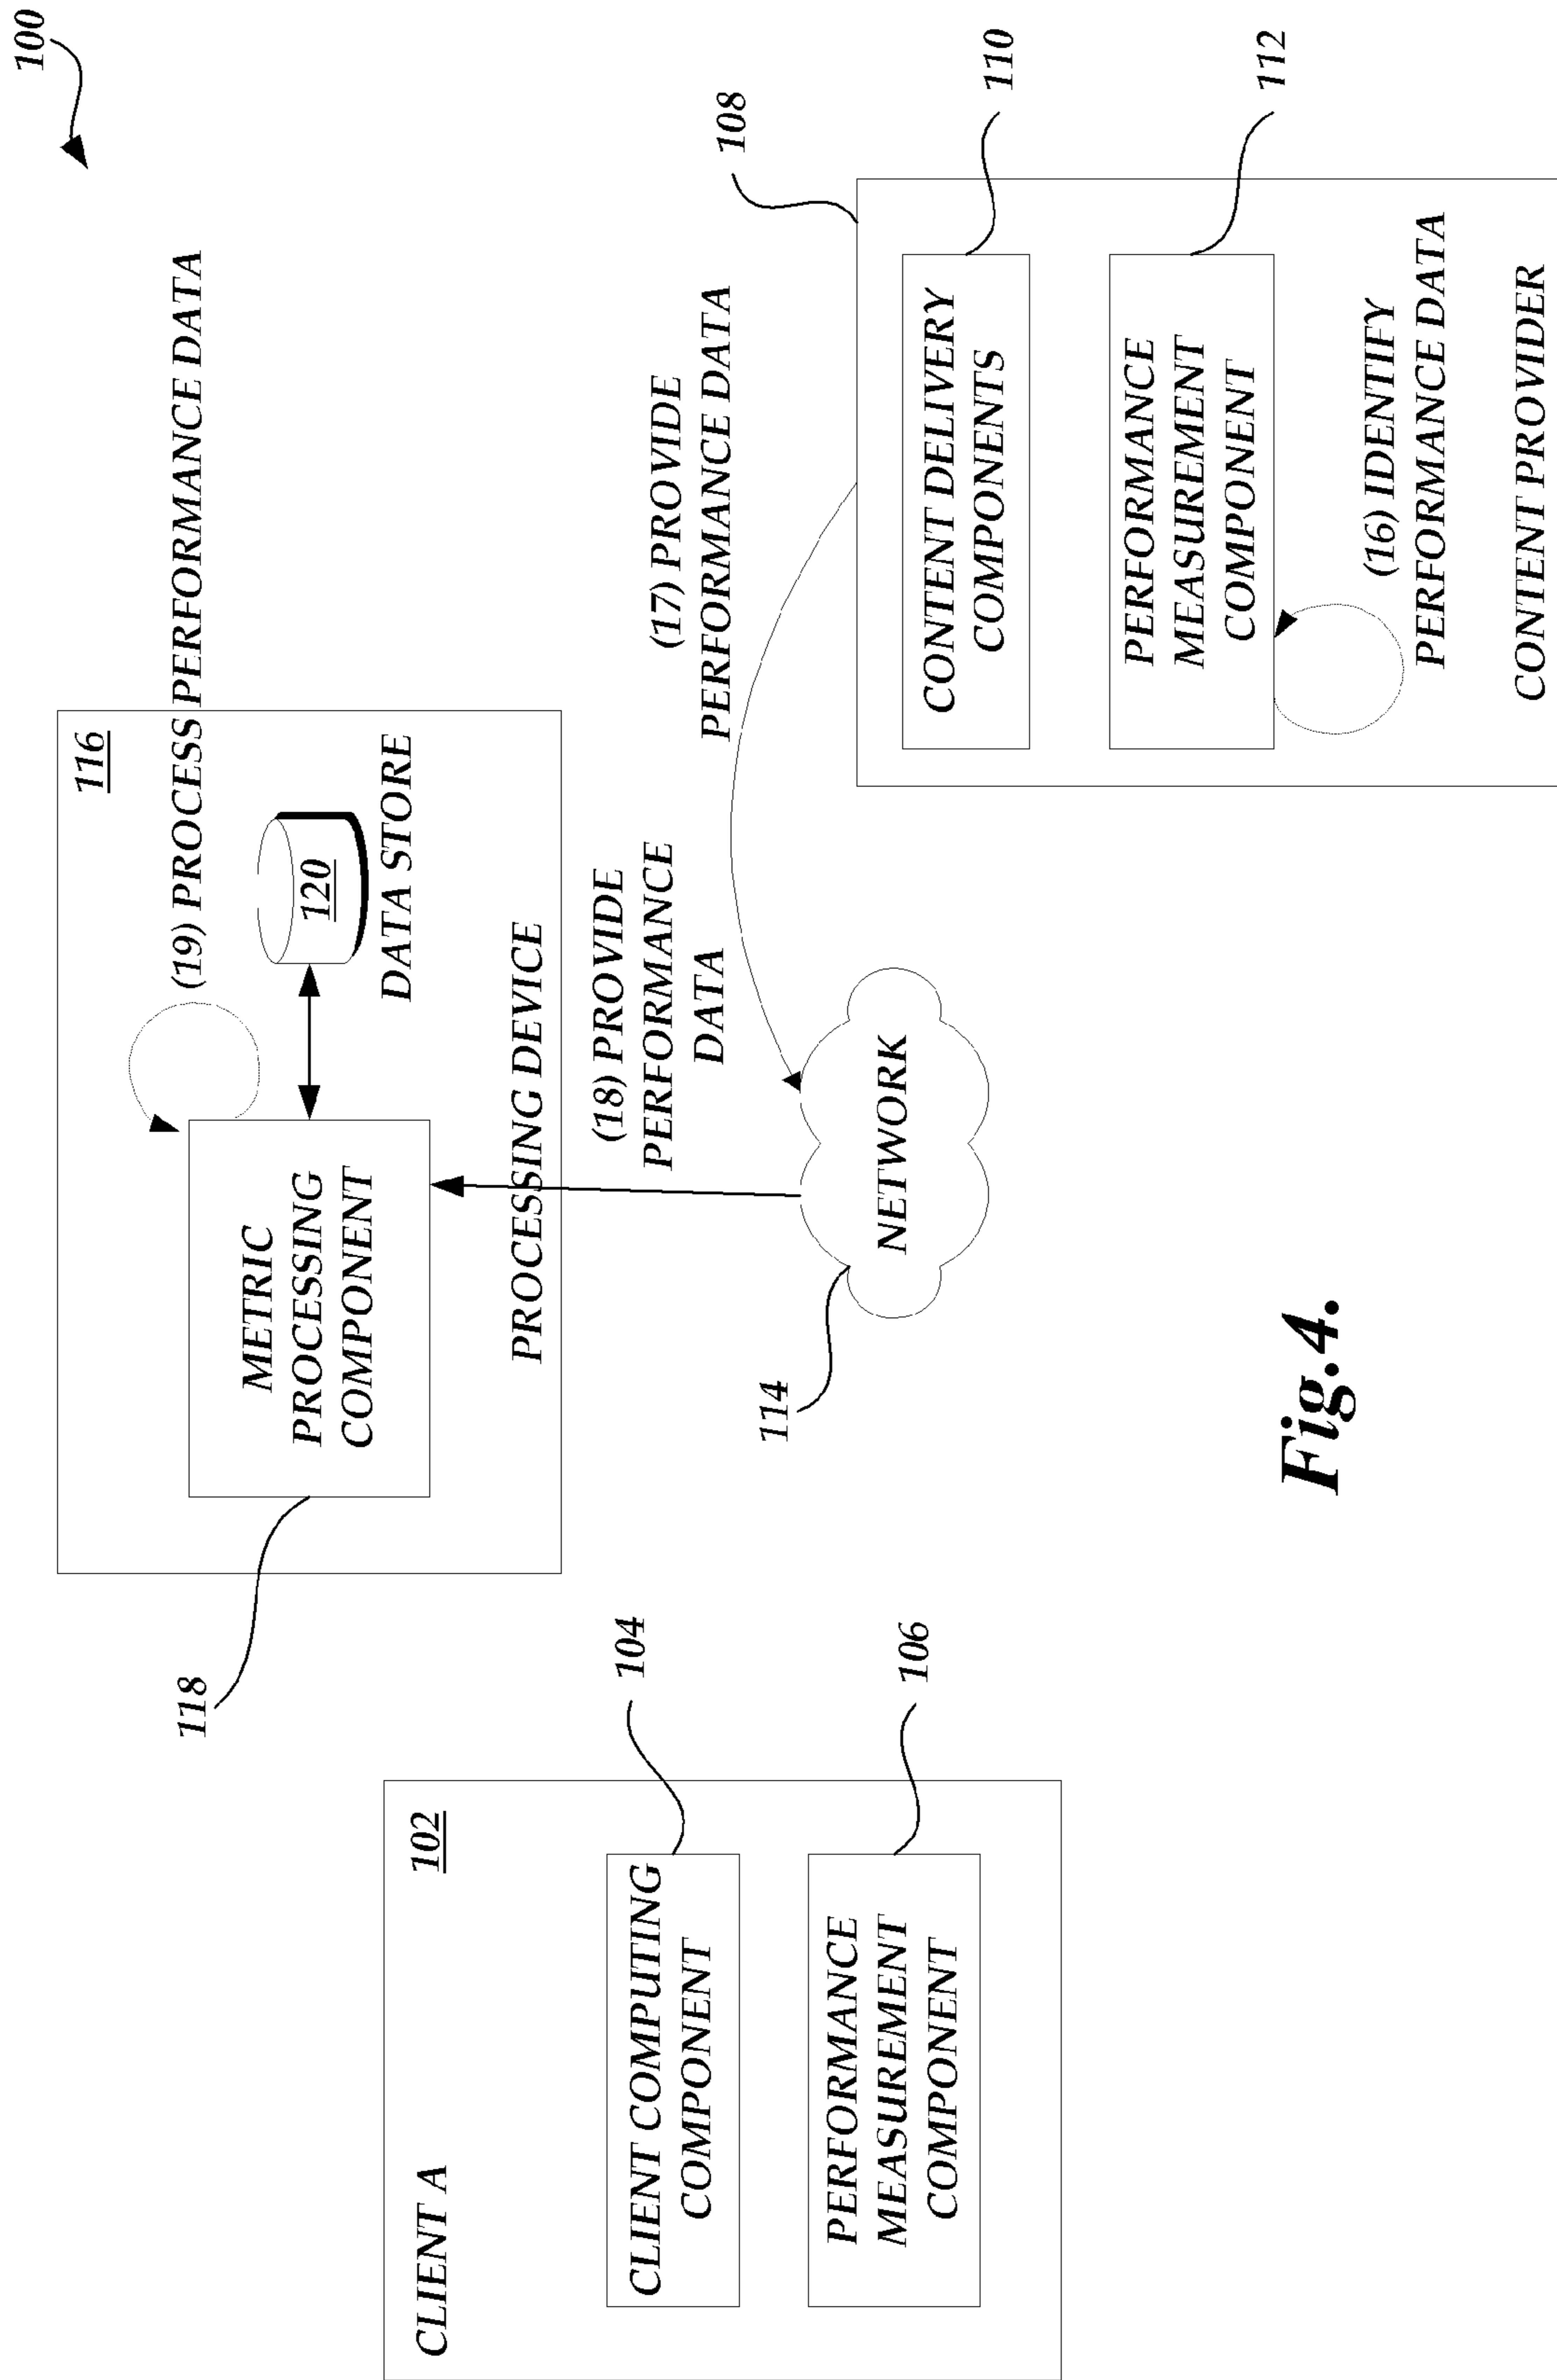 100
116
(19) PROCESS PERFORMANCE DATA
METRIC
PROCESSING
COMPONENT
120
DATA STORE
PROCESSING DEVICE
118
CLIENT A
102
CLIENT COMPUTING
COMPONENT
104
PERFORMANCE
MEASUREMENT
COMPONENT
106
(18) PROVIDE
PERFORMANCE
DATA
(17) PROVIDE
PERFORMANCE DATA
114
NETWORK
108
CONTENT DELIVERY
COMPONENTS
110
PERFORMANCE
MEASUREMENT
COMPONENT
112
(16) IDENTIFY
PERFORMANCE DATA
CONTENT PROVIDER
Fig.4.